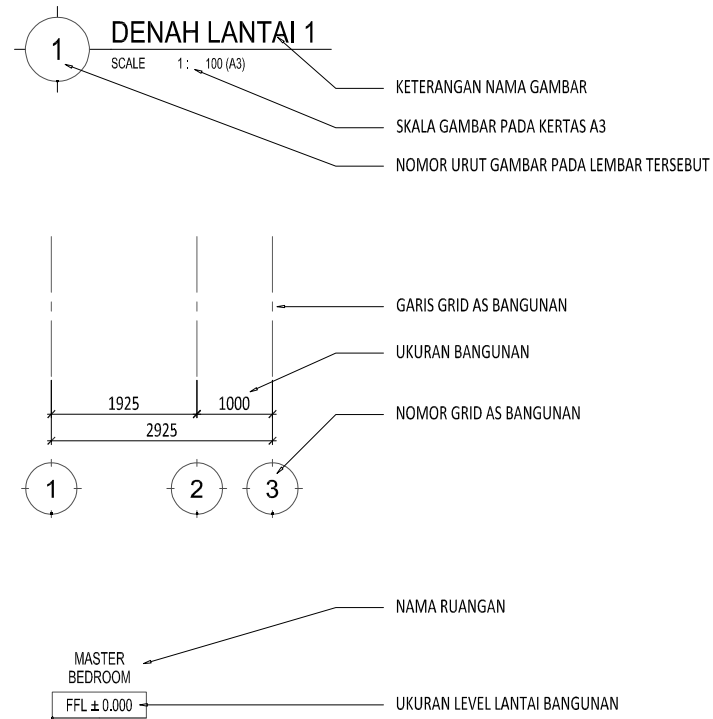 1
DENAH LANTAI 1
SCALE 1 : 100 (A3)
KETERANGAN NAMA GAMBAR
SKALA GAMBAR PADA KERTAS A3
NOMOR URUT GAMBAR PADA LEMBAR TERSEBUT
GARIS GRID AS BANGUNAN
UKURAN BANGUNAN
1925 1000
NOMOR GRID AS BANGUNAN
2925
1 2 3
NAMA RUANGAN
MASTER
BEDROOM
FFL ± 0.000
UKURAN LEVEL LANTAI BANGUNAN